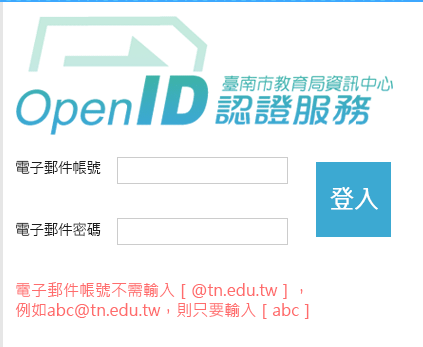 OpenID 臺南市教育局資訊中心
認證服務
電子郵件帳號
登入
電子郵件密碼
電子郵件帳號不需輸入 [ @tn.edu.tw ] ，
例如abc@tn.edu.tw，則只要輸入 [ abc ]